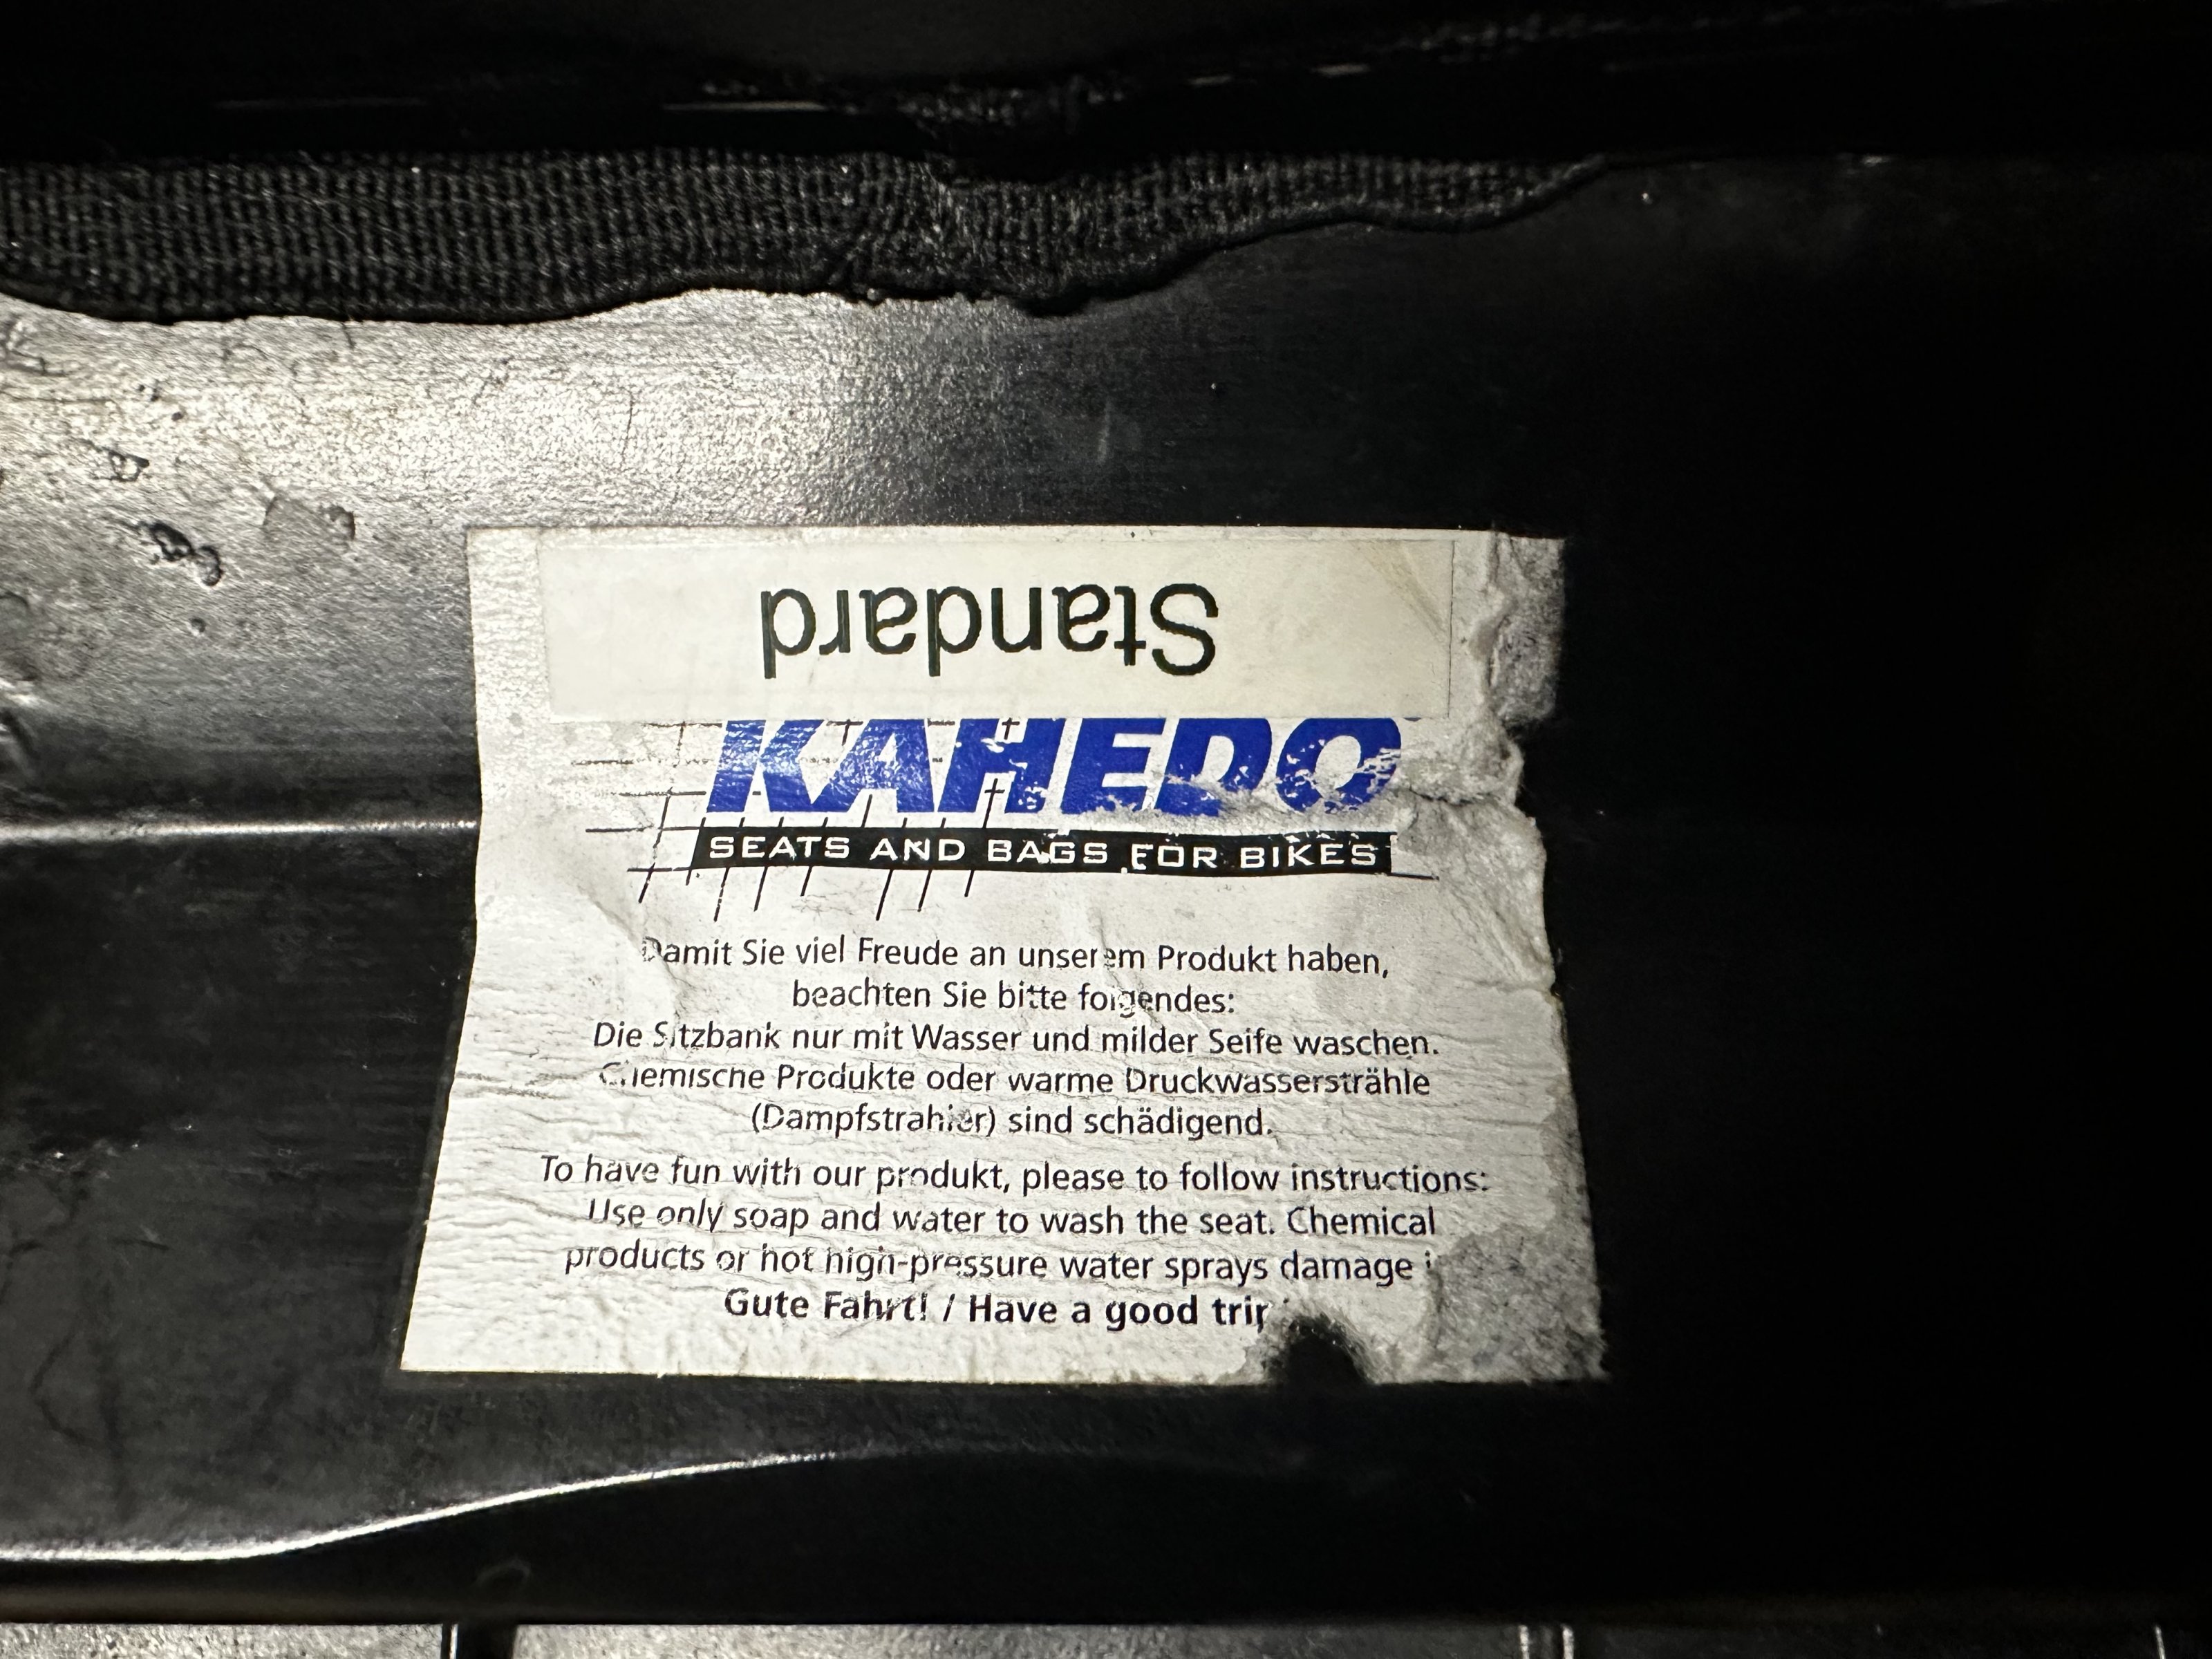 Standard
KAHEDO
SEATS AND BAGS FOR BIKES
Damit Sie viel Freude an unserem Produkt haben,
beachten Sie bitte folgendes:
Die Sitzbank nur mit Wasser und milder Seife waschen.
Chemische Produkte oder warme Druckwassersträhle
(Dampfstrahler) sind schädigend.
To have fun with our produkt, please to follow instructions:
Use only soap and water to wash the seat. Chemical
products or hot high-pressure water sprays damage
Gute Fahrt! / Have a good trip